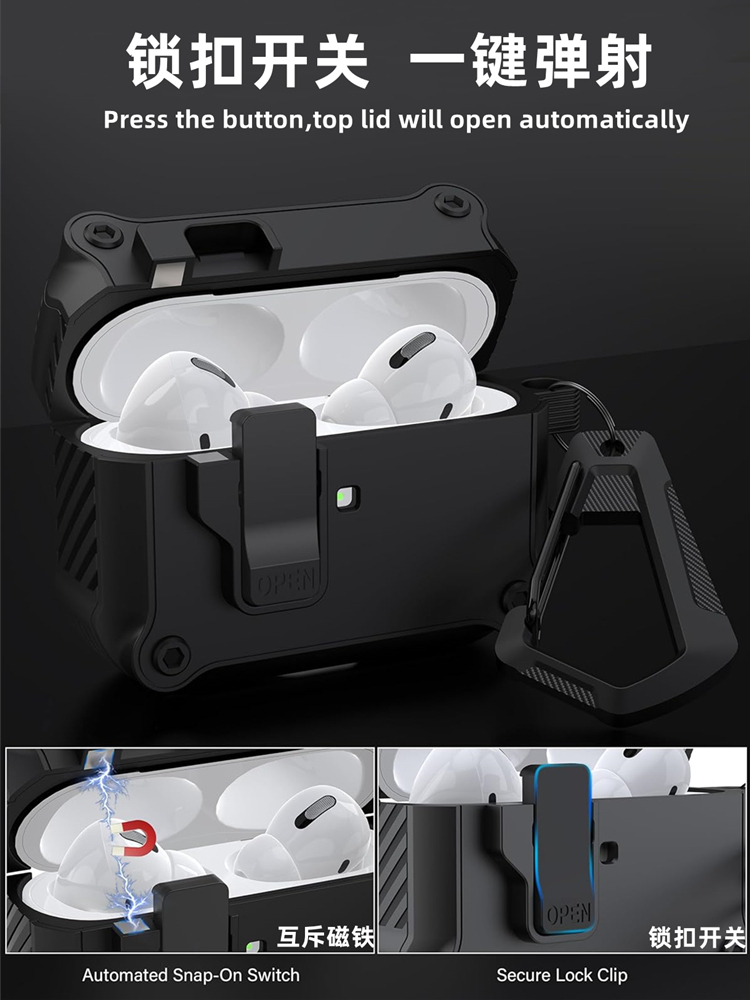 锁扣开关 一键弹射
Press the button,top lid will open automatically
OPEN
互斥磁铁
OPEN
锁扣开关
Automated Snap-On Switch
Secure Lock Clip